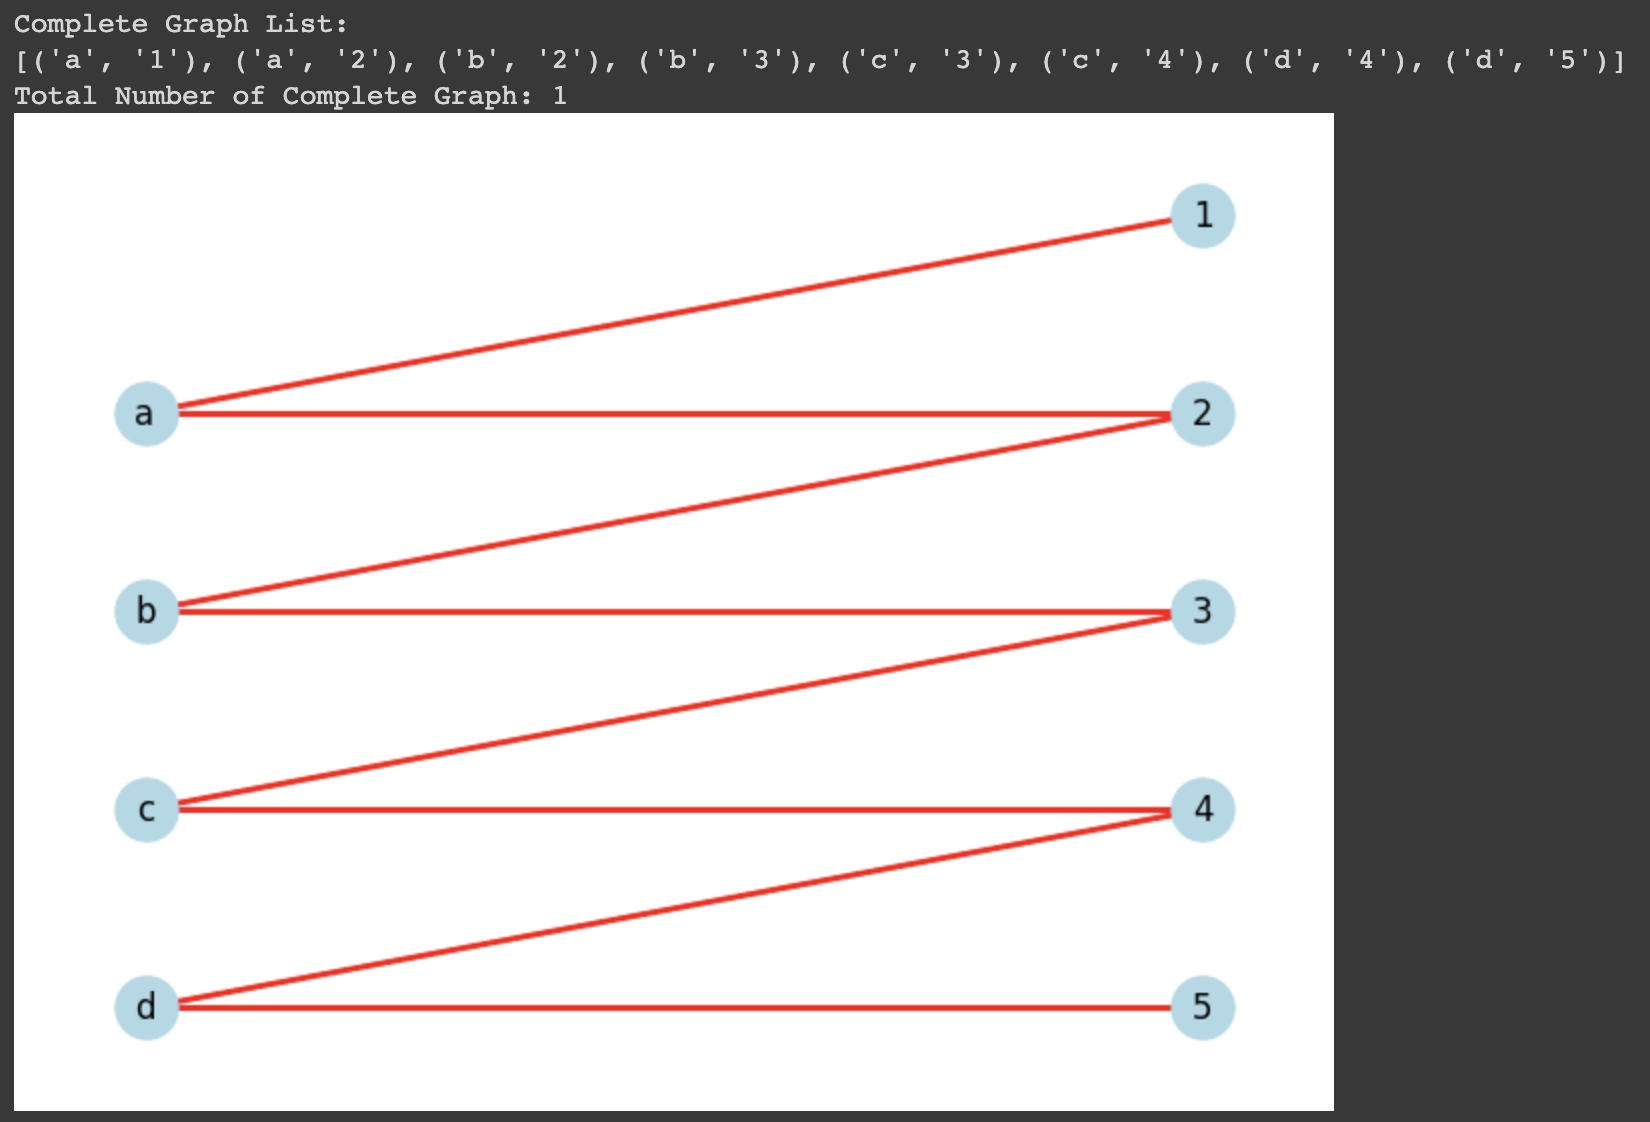 Complete Graph List:
[('a', '1'), ('a', '2'), ('b', '2'), ('b', '3'), ('c', '3'), ('c', '4'), ('d', '4'), ('d', '5')]
Total Number of Complete Graph: 1
1
a
2
b
3
c
4
d
5